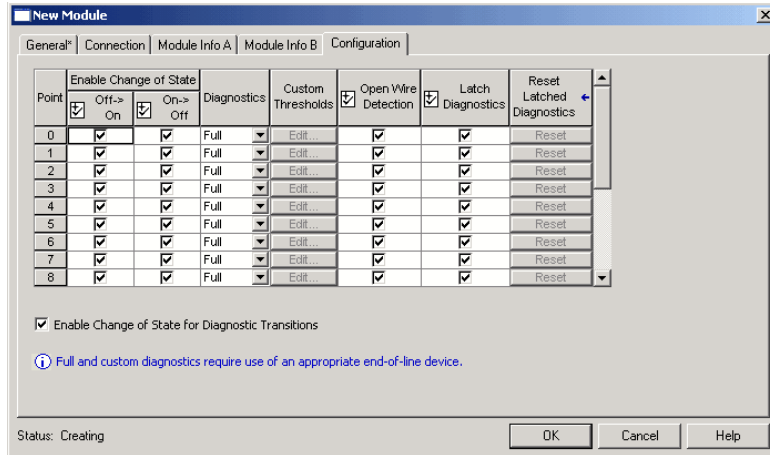 New Module
General* Connection Module Info A Module Info B Configuration
Point Enable Change of State Off-> On On-> Off Diagnostics Custom Thresholds Open Wire Detection Latch Diagnostics Reset Latched Diagnostics
0 Full Edit... Reset
1 Full Edit... Reset
2 Full Edit... Reset
3 Full Edit... Reset
4 Full Edit... Reset
5 Full Edit... Reset
6 Full Edit... Reset
7 Full Edit... Reset
8 Full Edit... Reset
Enable Change of State for Diagnostic Transitions
Full and custom diagnostics require use of an appropriate end-of-line device.
Status: Creating OK Cancel Help